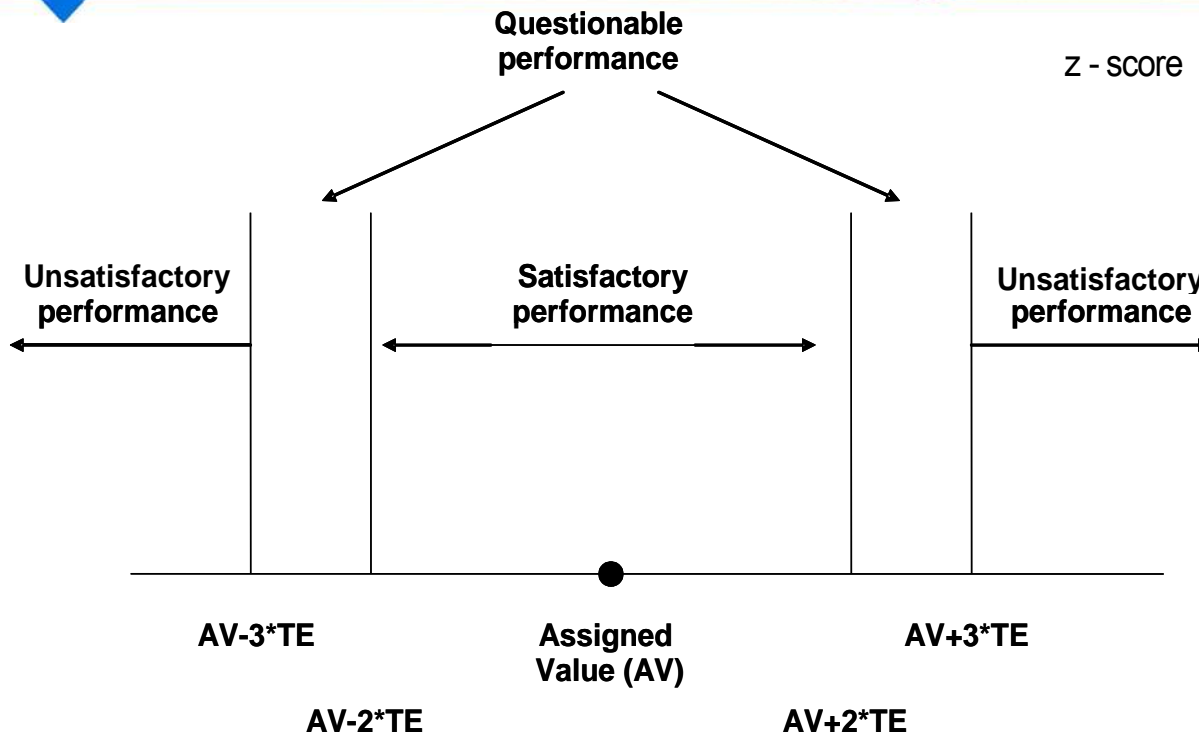 Questionable
performance
z - score
Unsatisfactory
performance
Satisfactory
performance
Unsatisfactory
performance
AV-3*TE
Assigned
Value (AV)
AV+3*TE
AV-2*TE
AV+2*TE